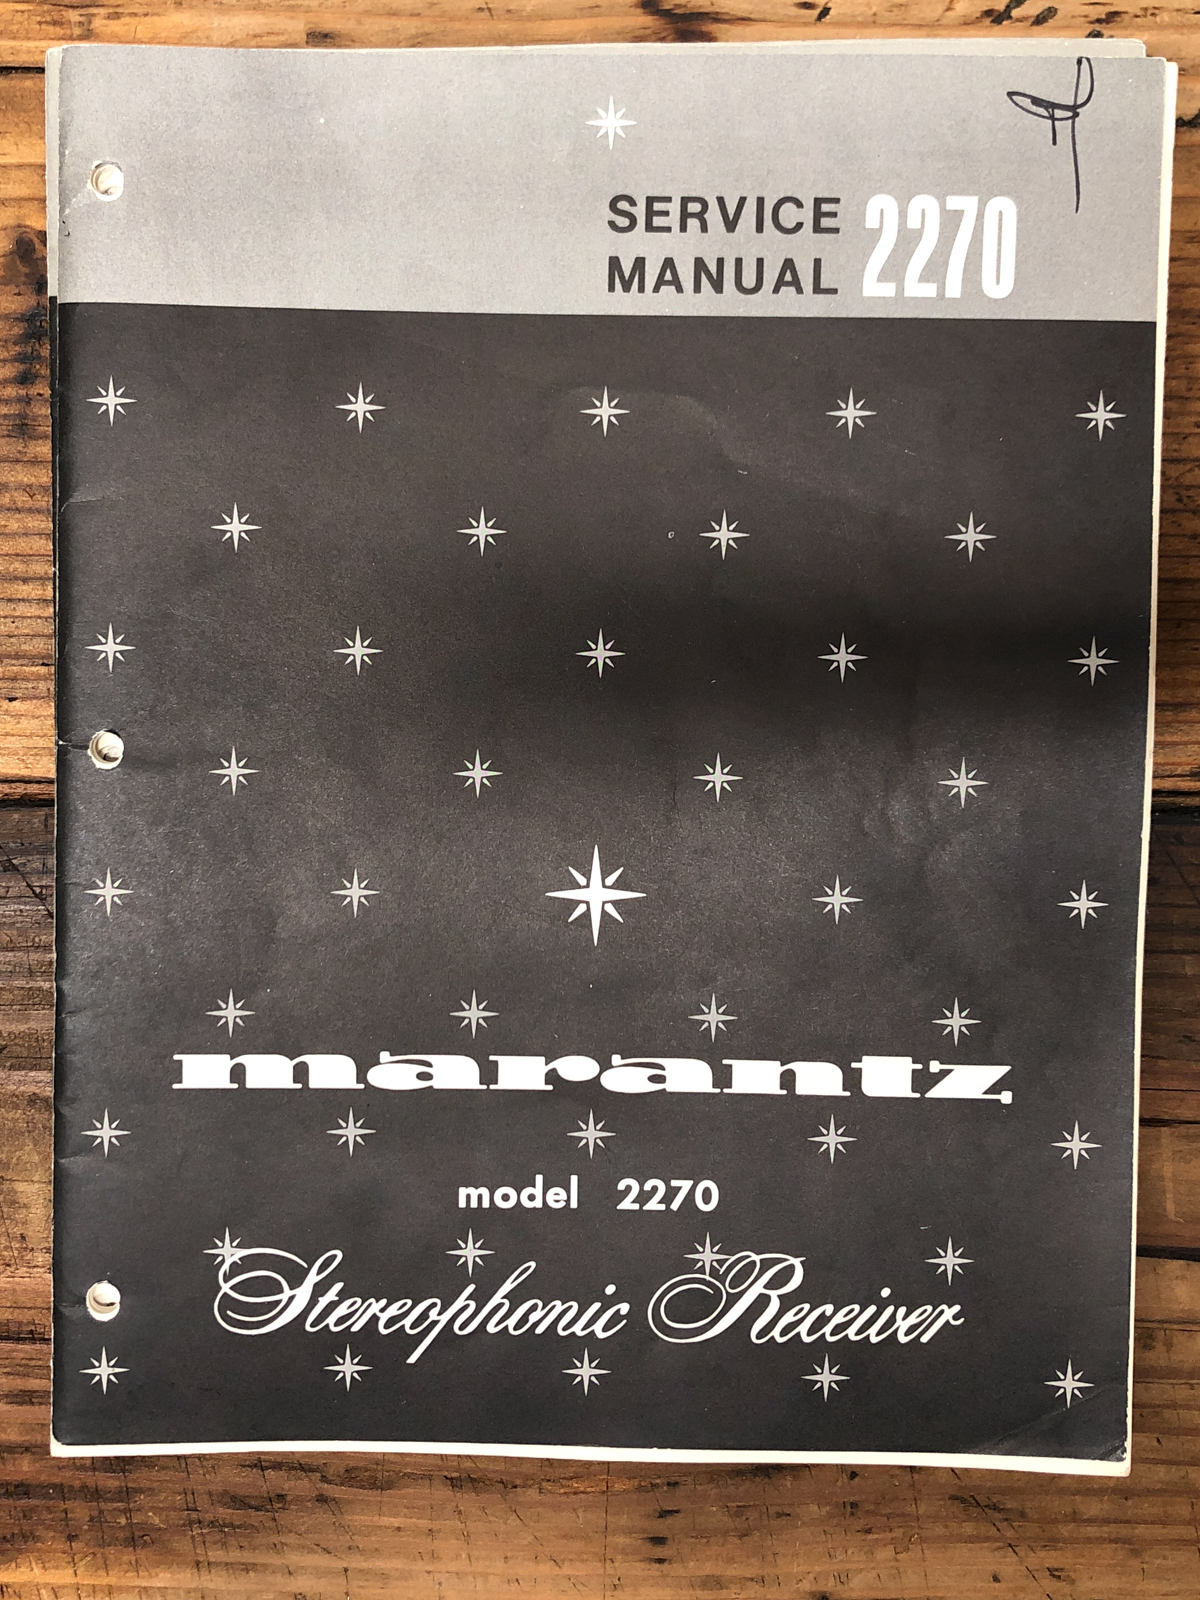 SERVICE
MANUAL 2270
marantz
model 2270
Stereophonic Receiver